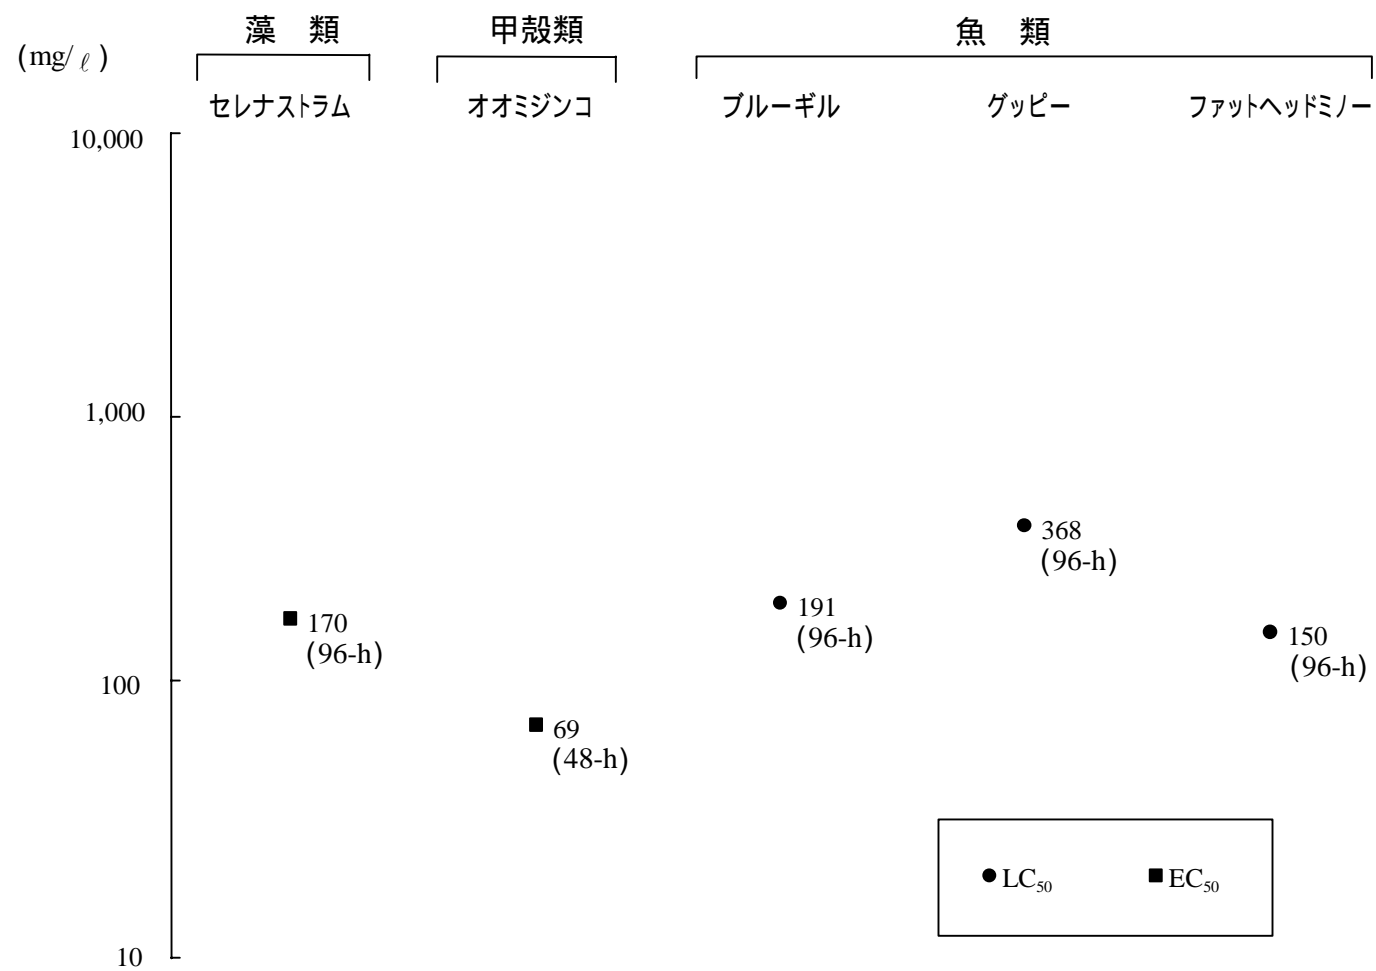 藻　類
甲殻類
魚　類
(mg/ℓ)
セレナストラム
オオミジンコ
ブルーギル
グッピー
ファットヘッドミノー
10,000
1,000
368
(96-h)
191
(96-h)
170
(96-h)
150
(96-h)
100
69
(48-h)
LC50
EC50
10